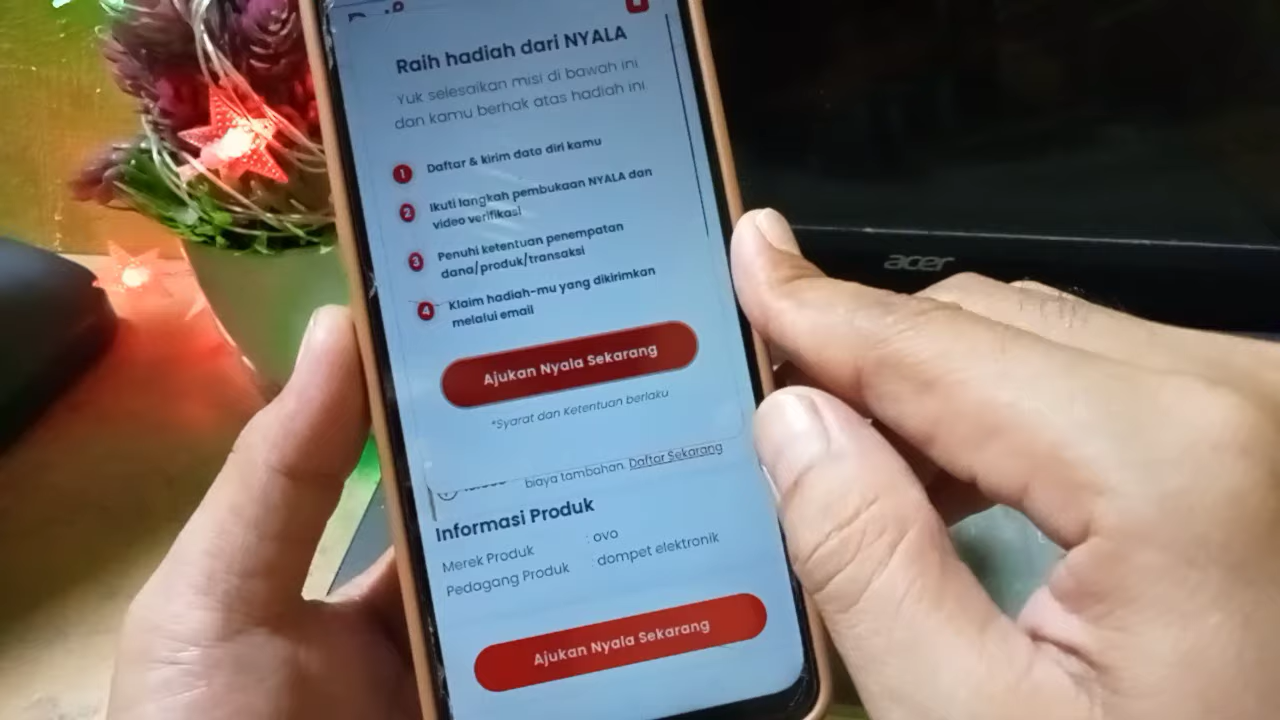 Raih hadiah dari NYALA
Yuk selesaikan misi di bawah ini
dan kamu berhak atas hadiah ini.
1 Daftar & kirim data diri kamu
2 Ikuti langkah pembukaan NYALA dan
video verifikasi
3 Penuhi ketentuan penempatan
dana/produk/transaksi
4 Klaim hadiah-mu yang dikirimkan
melalui email
Ajukan Nyala Sekarang
*Syarat dan Ketentuan berlaku
biaya tambahan. Daftar Sekarang
Informasi Produk
Merek Produk : ovo
Pedagang Produk : dompet elektronik
Ajukan Nyala Sekarang
acer